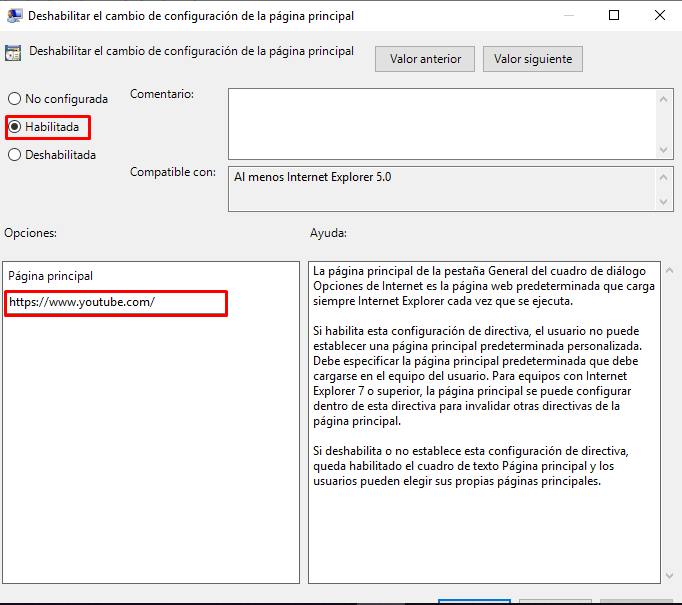 Deshabilitar el cambio de configuración de la página principal
Deshabilitar el cambio de configuración de la página principal
Valor anterior
Valor siguiente
No configurada
Habilitada
Deshabilitada
Comentario:
Compatible con:
Al menos Internet Explorer 5.0
Opciones:
Ayuda:
Página principal
https://www.youtube.com/
La página principal de la pestaña General del cuadro de diálogo
Opciones de Internet es la página web predeterminada que carga
siempre Internet Explorer cada vez que se ejecuta.
Si habilita esta configuración de directiva, el usuario no puede
establecer una página principal predeterminada personalizada.
Debe especificar la página principal predeterminada que debe
cargarse en el equipo del usuario. Para equipos con Internet
Explorer 7 o superior, la página principal se puede configurar
dentro de esta directiva para invalidar otras directivas de la
página principal.
Si deshabilita o no establece esta configuración de directiva,
queda habilitado el cuadro de texto Página principal y los
usuarios pueden elegir sus propias páginas principales.